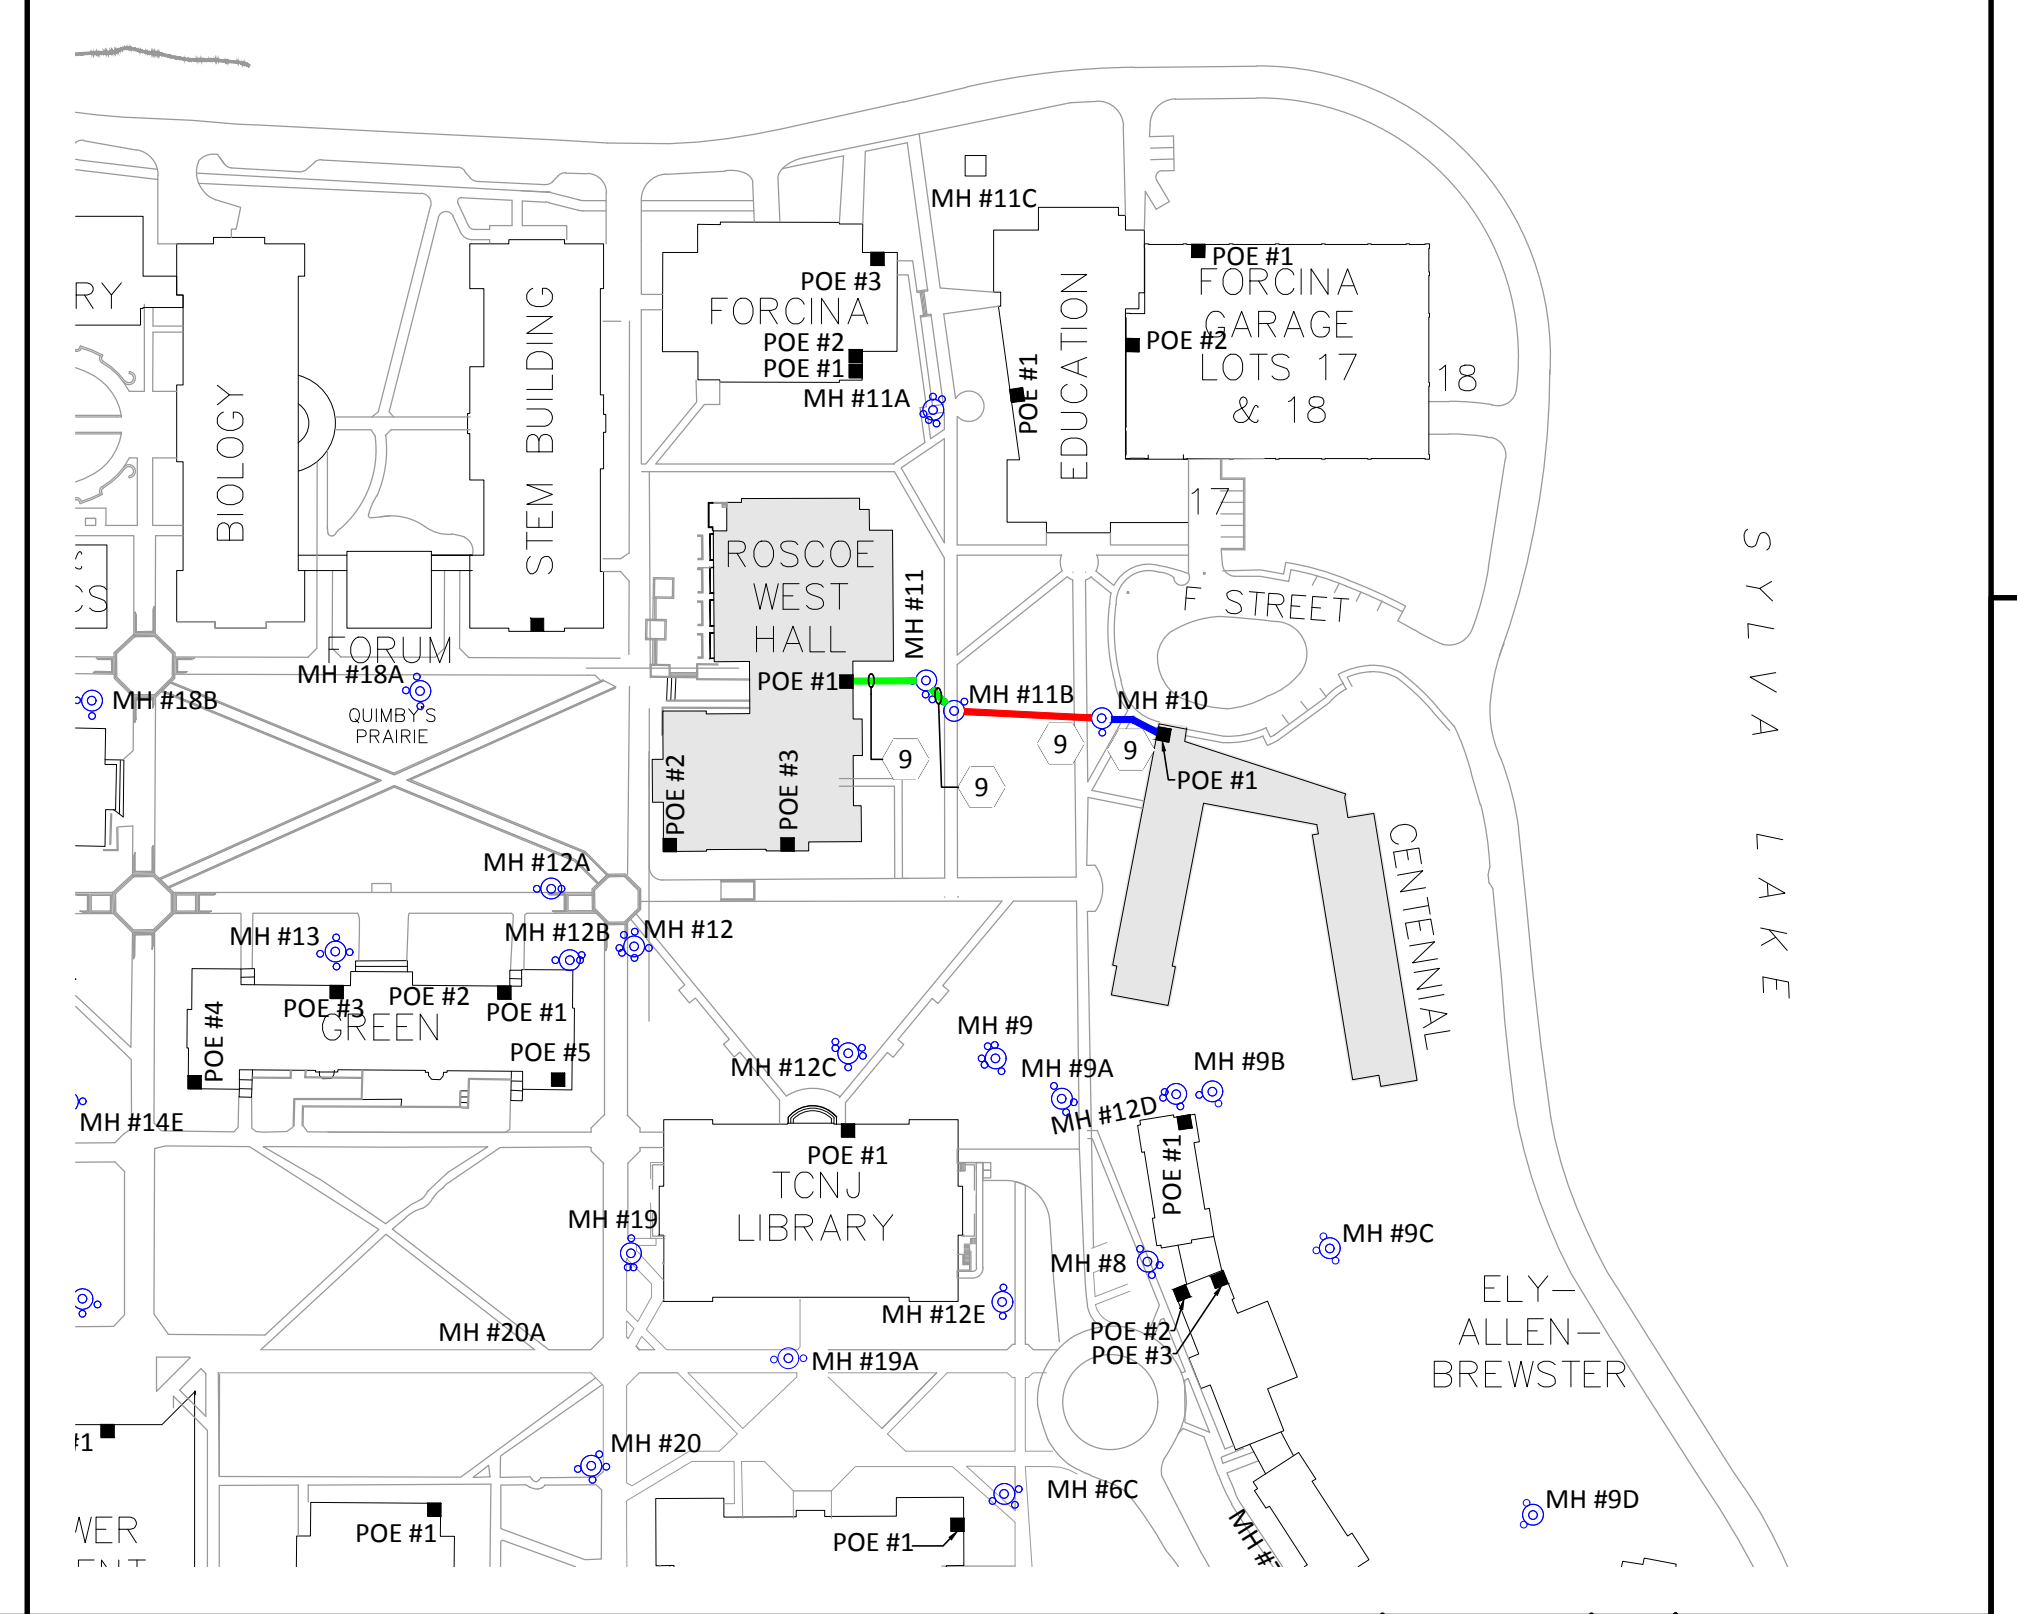 MH #11C
POE #1
FORCINA
GARAGE
LOTS 17
& 18
POE #2
18
17
POE #3
FORCINA
POE #2
POE #1
MH #11A
POE #1
EDUCATION
RY
BIOLOGY
STEM BUILDING
CS
ROSCOE
WEST
HALL
MH #11
F STREET
SYLVA LAKE
FORUM
MH #18A
MH #18B
QUIMBY'S
PRAIRIE
POE #1
MH #11B
MH #10
9
9
9
9
POE #1
POE #2
POE #3
CENTENNIAL
MH #12A
MH #13
MH #12B
MH #12
POE #3
POE #2
POE #1
POE #4
GREEN
POE #5
MH #12C
MH #9
MH #9A
MH #9B
MH #12D
MH #14E
POE #1
POE #1
TCNJ
LIBRARY
MH #19
MH #8
MH #9C
MH #12E
ELY-
ALLEN-
BREWSTER
POE #2
POE #3
MH #20A
MH #19A
#1
MH #20
MH #6C
MH #9D
WER
POE #1
POE #1
MH #